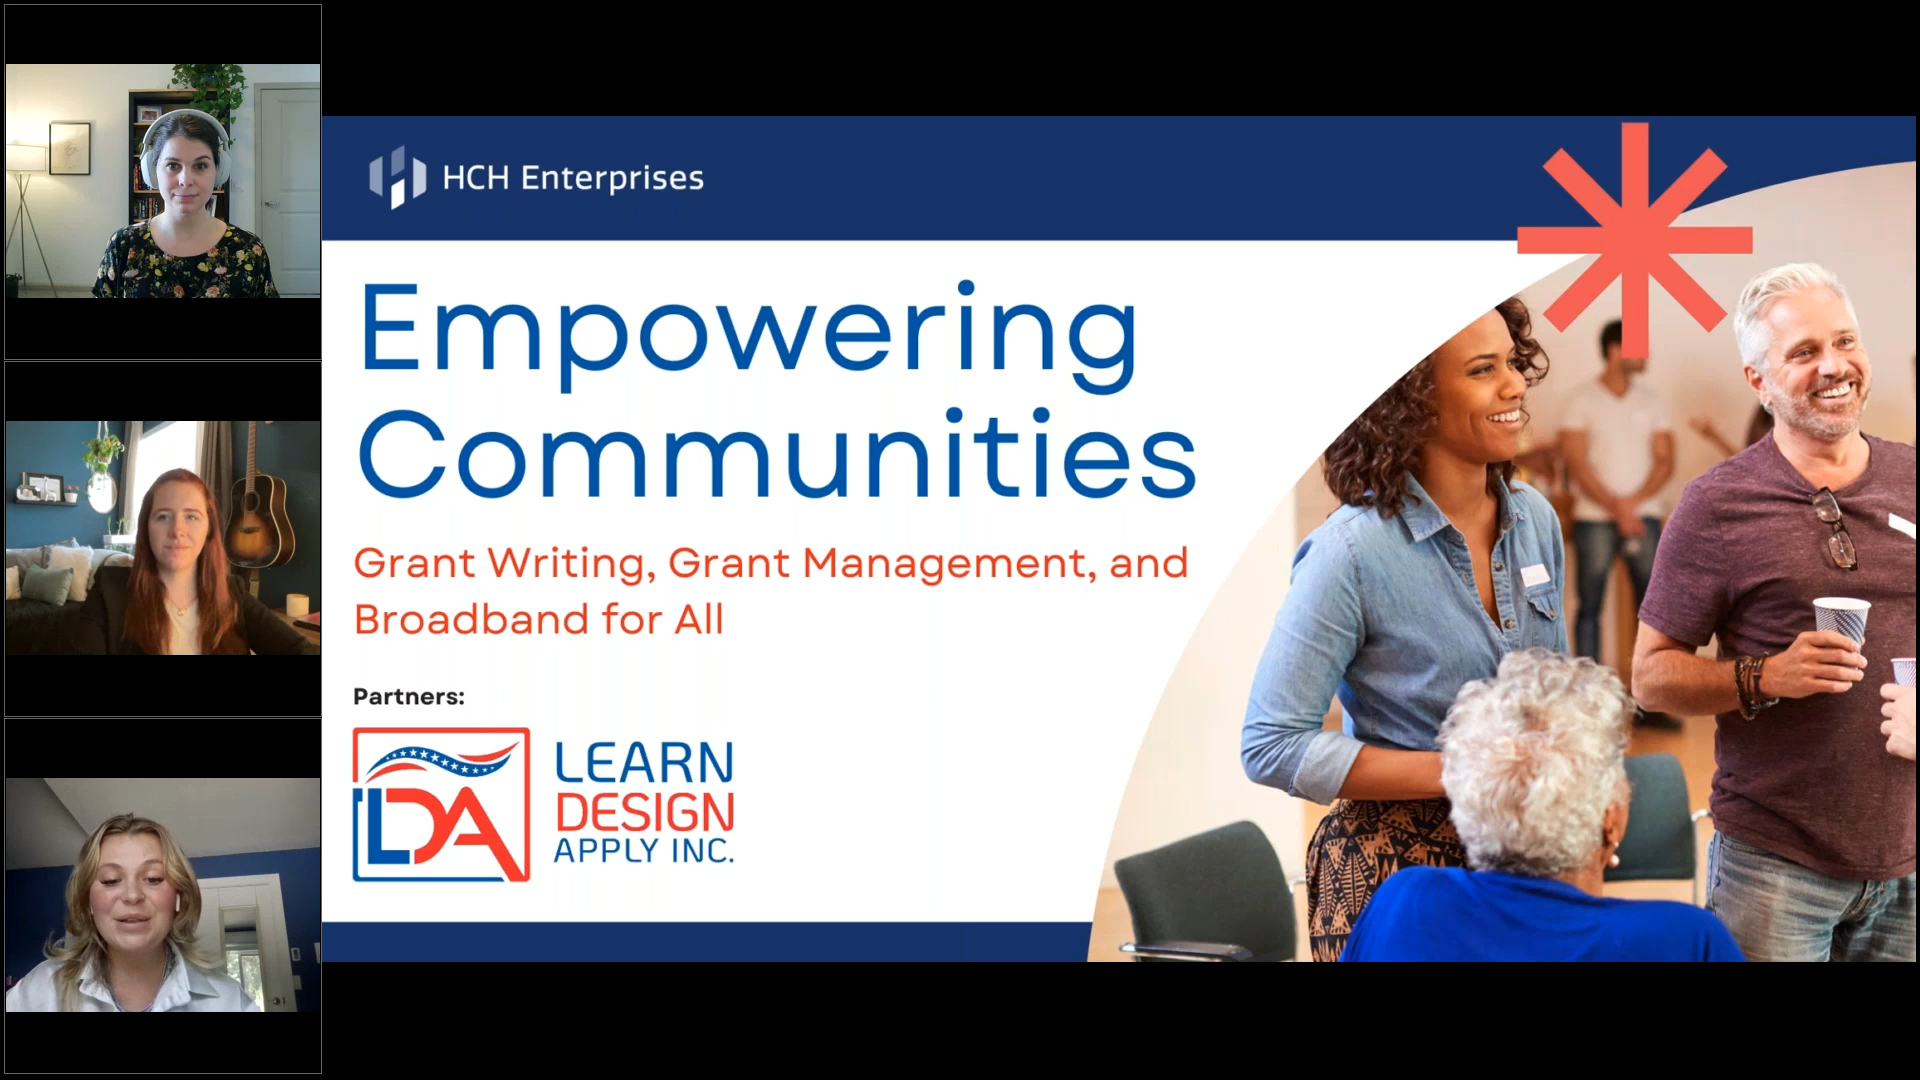 HCH Enterprises
Empowering
Communities
Grant Writing, Grant Management, and
Broadband for All
Partners:
LDA
LEARN
DESIGN
APPLY INC.